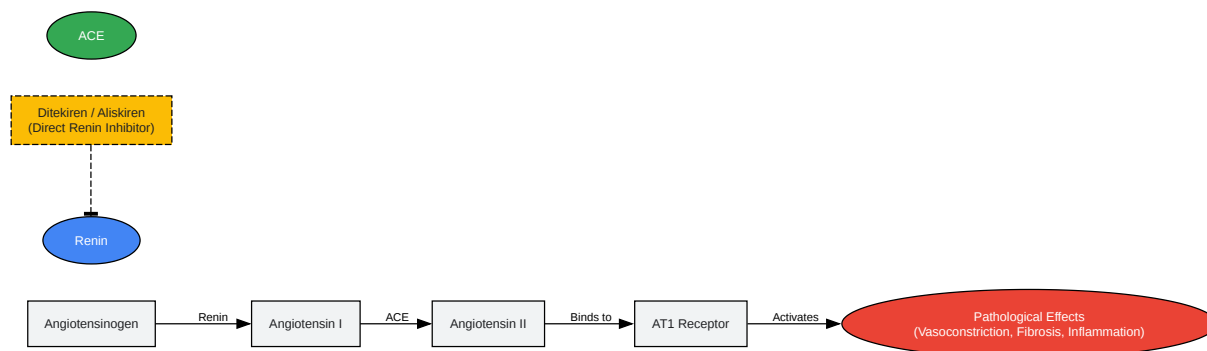 ACE
Ditekiren / Aliskiren
(Direct Renin Inhibitor)
Renin
Angiotensinogen
Renin
Angiotensin I
ACE
Angiotensin II
Binds to
AT1 Receptor
Activates
Pathological Effects
(Vasoconstriction, Fibrosis, Inflammation)